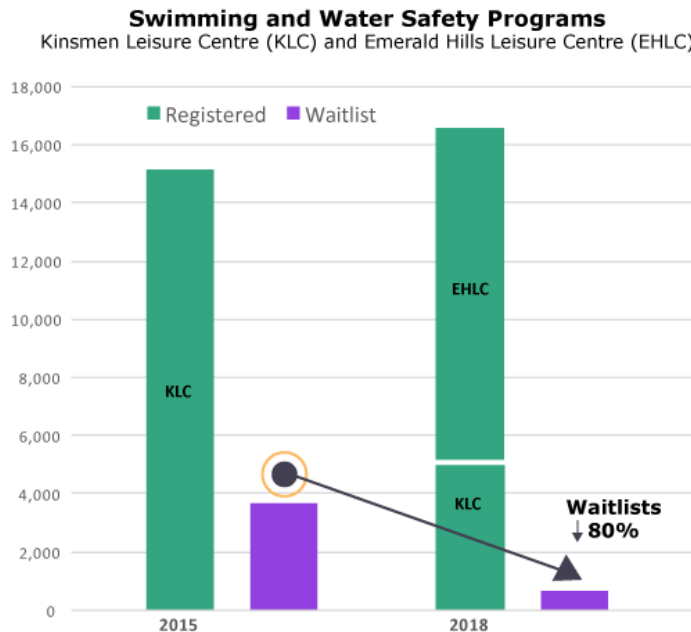 Swimming and Water Safety Programs
Kinsmen Leisure Centre (KLC) and Emerald Hills Leisure Centre (EHLC)
18,000
Registered Waitlist
16,000
14,000
12,000
EHLC
10,000
8,000
KLC
6,000
4,000
KLC
Waitlists
↓ 80%
2,000
0
2015 2018